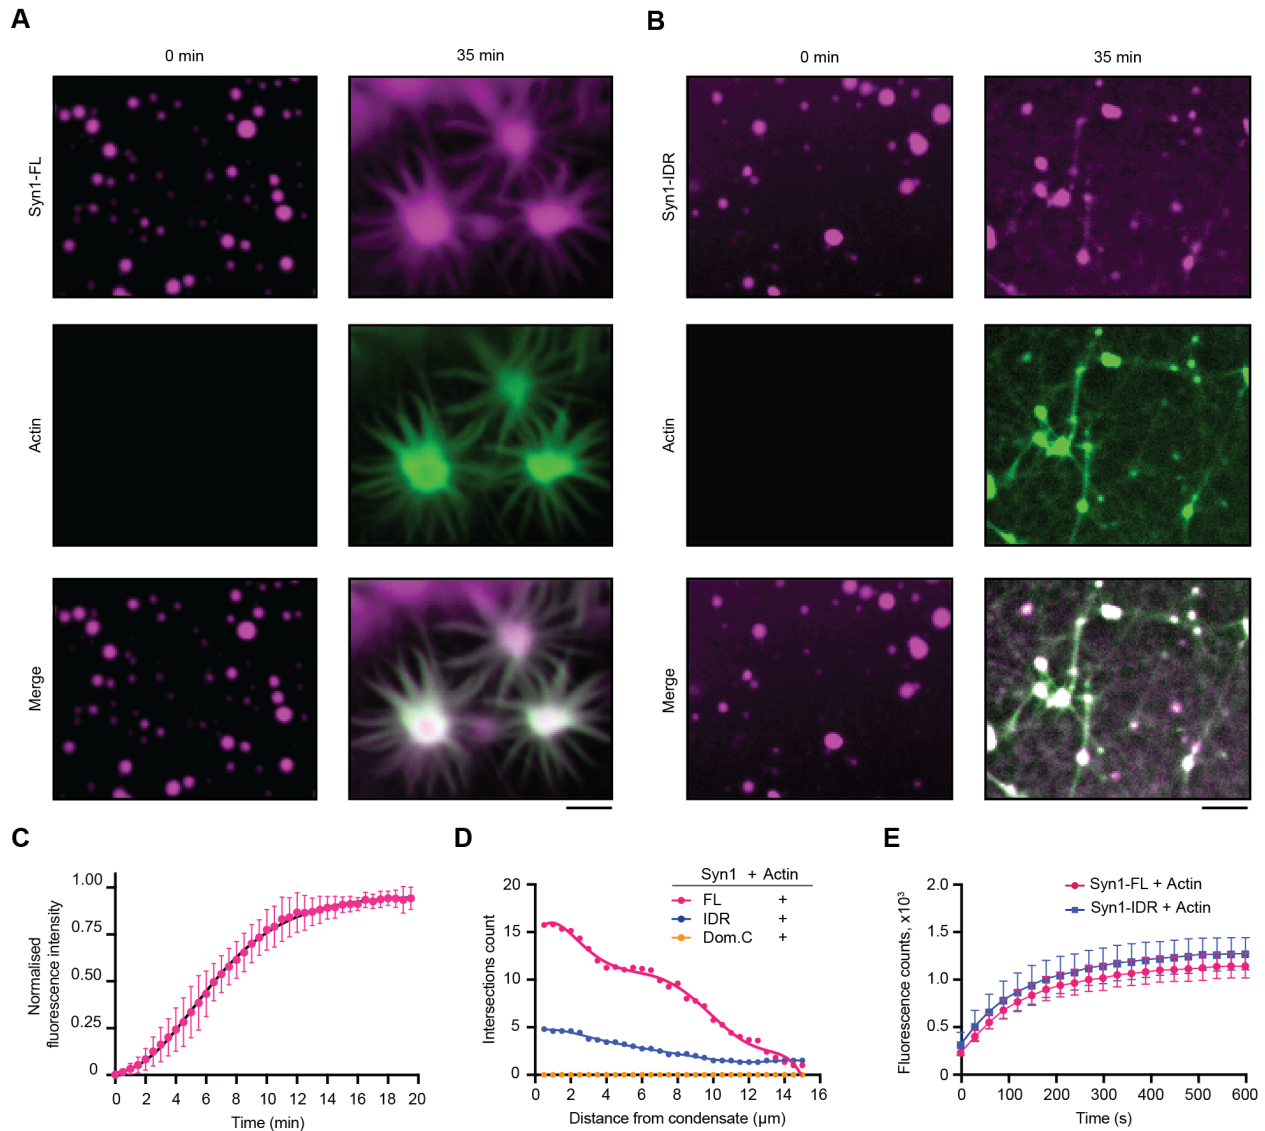 A
B
0 min
35 min
0 min
35 min
Syn1-FL
Syn1-IDR
Actin
Actin
Merge
Merge
C
D
E
1.00
0.75
0.50
0.25
0
Normalised
fluorescence intensity
0 2 4 6 8 10 12 14 16 18 20
Time (min)
Syn1 + Actin
FL +
IDR +
Dom.C +
20
15
10
5
0
Intersections count
0 2 4 6 8 10 12 14 16
Distance from condensate (µm)
Syn1-FL + Actin
Syn1-IDR + Actin
2.0
1.5
1.0
0.5
0
Fluorescence counts, x10³
0 100 200 300 400 500 600
Time (s)